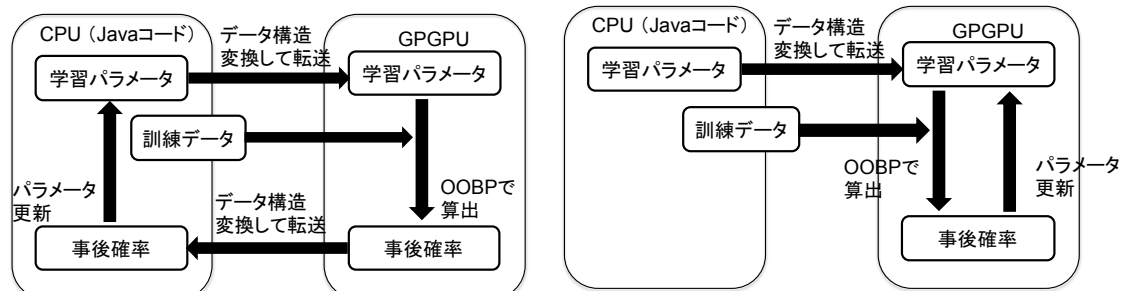 CPU（Javaコード）
データ構造
変換して転送
GPGPU
学習パラメータ
学習パラメータ
訓練データ
パラメータ
更新
データ構造
変換して転送
OOBPで
算出
事後確率
事後確率
CPU（Javaコード）
データ構造
変換して転送
GPGPU
学習パラメータ
学習パラメータ
訓練データ
OOBPで
算出
パラメータ
更新
事後確率